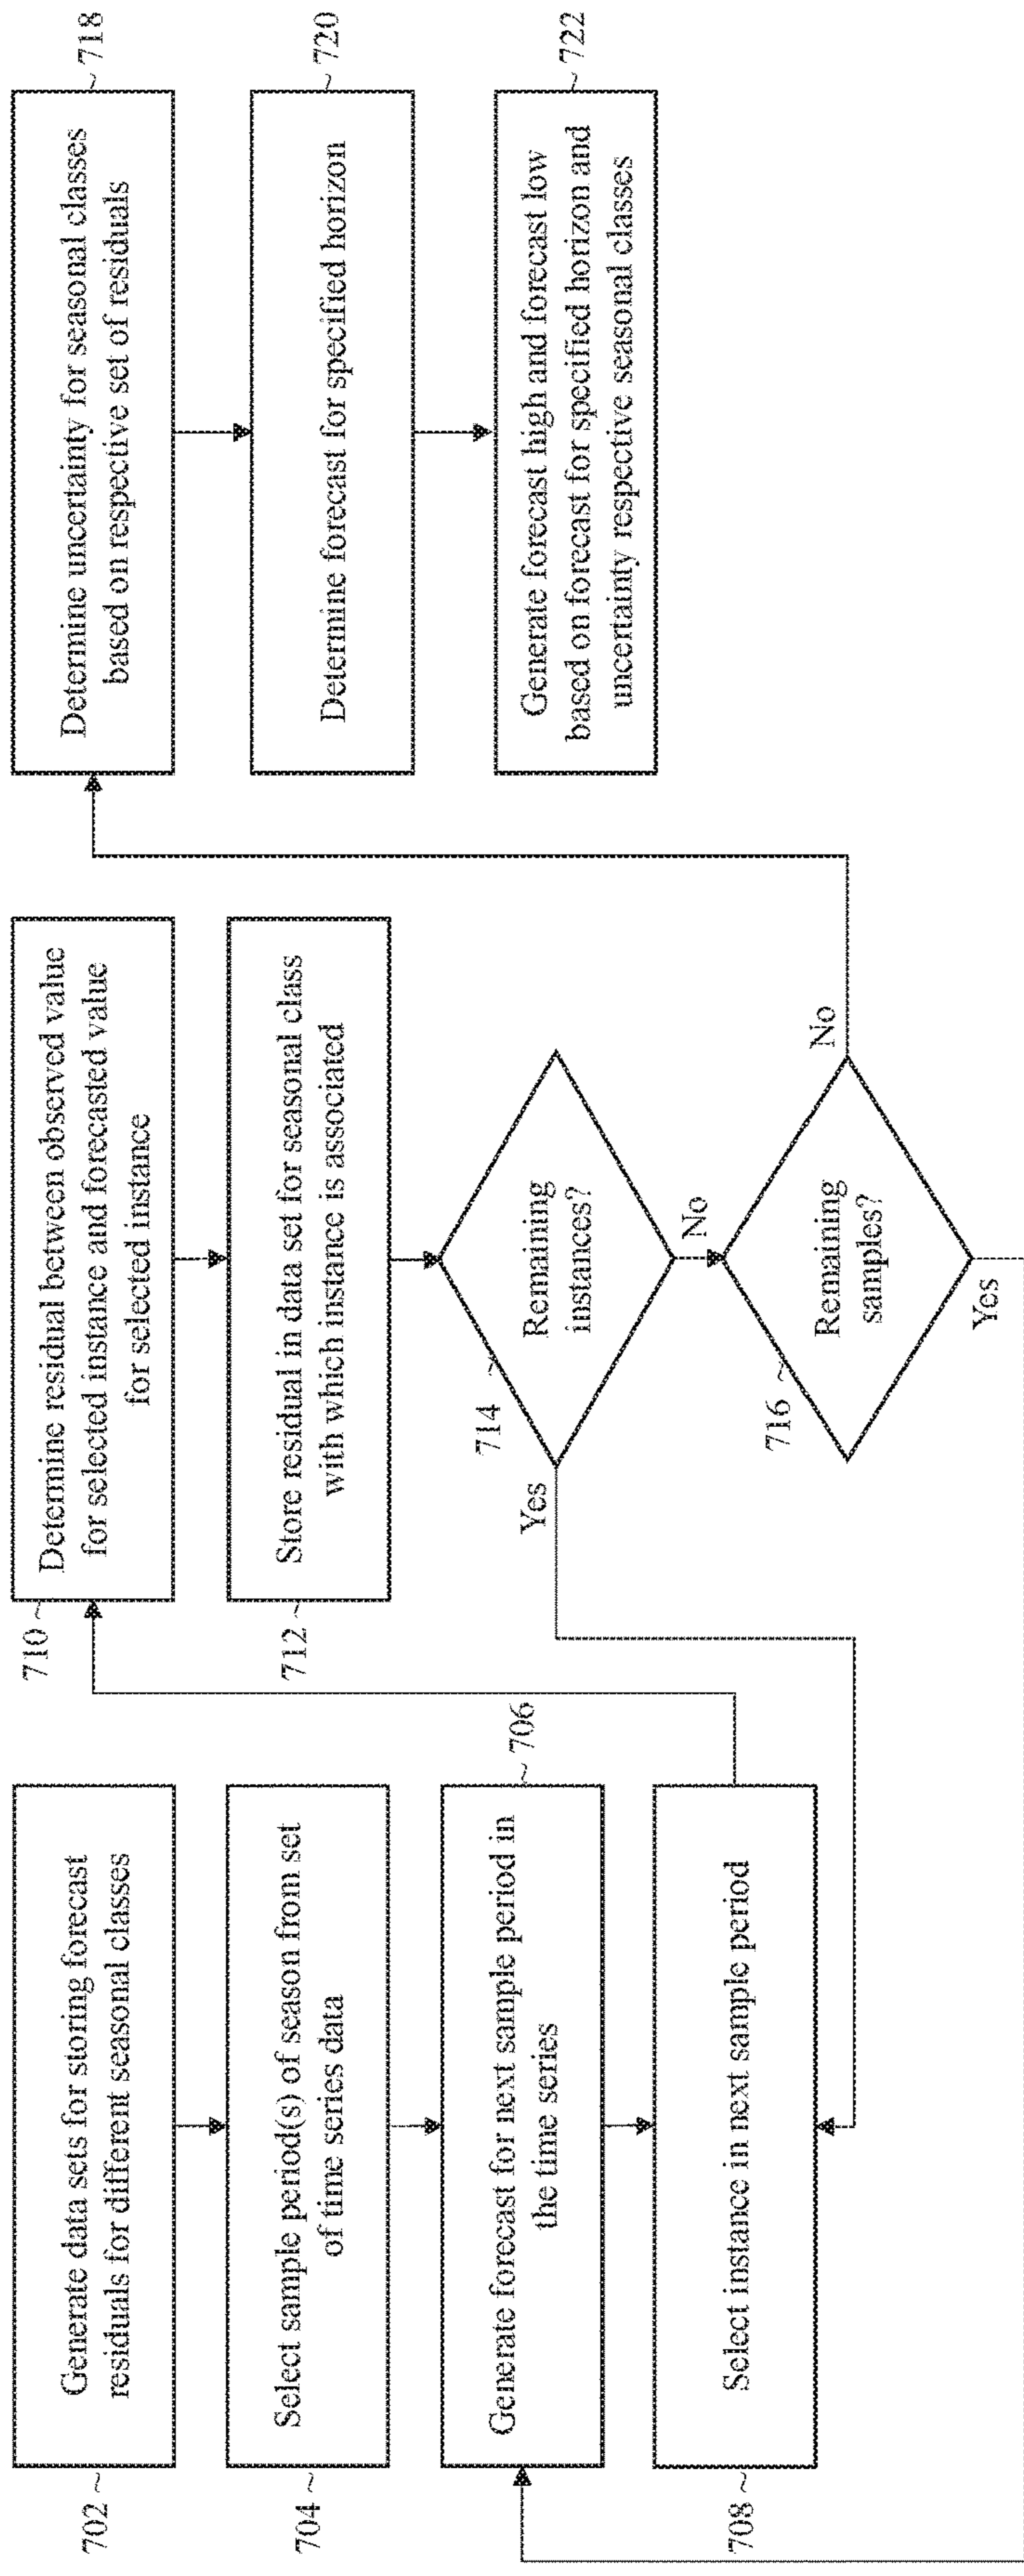 702
Generate data sets for storing forecast
residuals for different seasonal classes
704
Select sample period(s) of season from set
of time series data
706
Generate forecast for next sample period in
the time series
708
Select instance in next sample period
710
Determine residual between observed value
for selected instance and forecasted value
for selected instance
712
Store residual in data set for seasonal class
with which instance is associated
714
Remaining
instances?
Yes
No
716
Remaining
samples?
No
Yes
718
Determine uncertainty for seasonal classes
based on respective set of residuals
720
Determine forecast for specified horizon
722
Generate forecast high and forecast low
based on forecast for specified horizon and
uncertainty respective seasonal classes